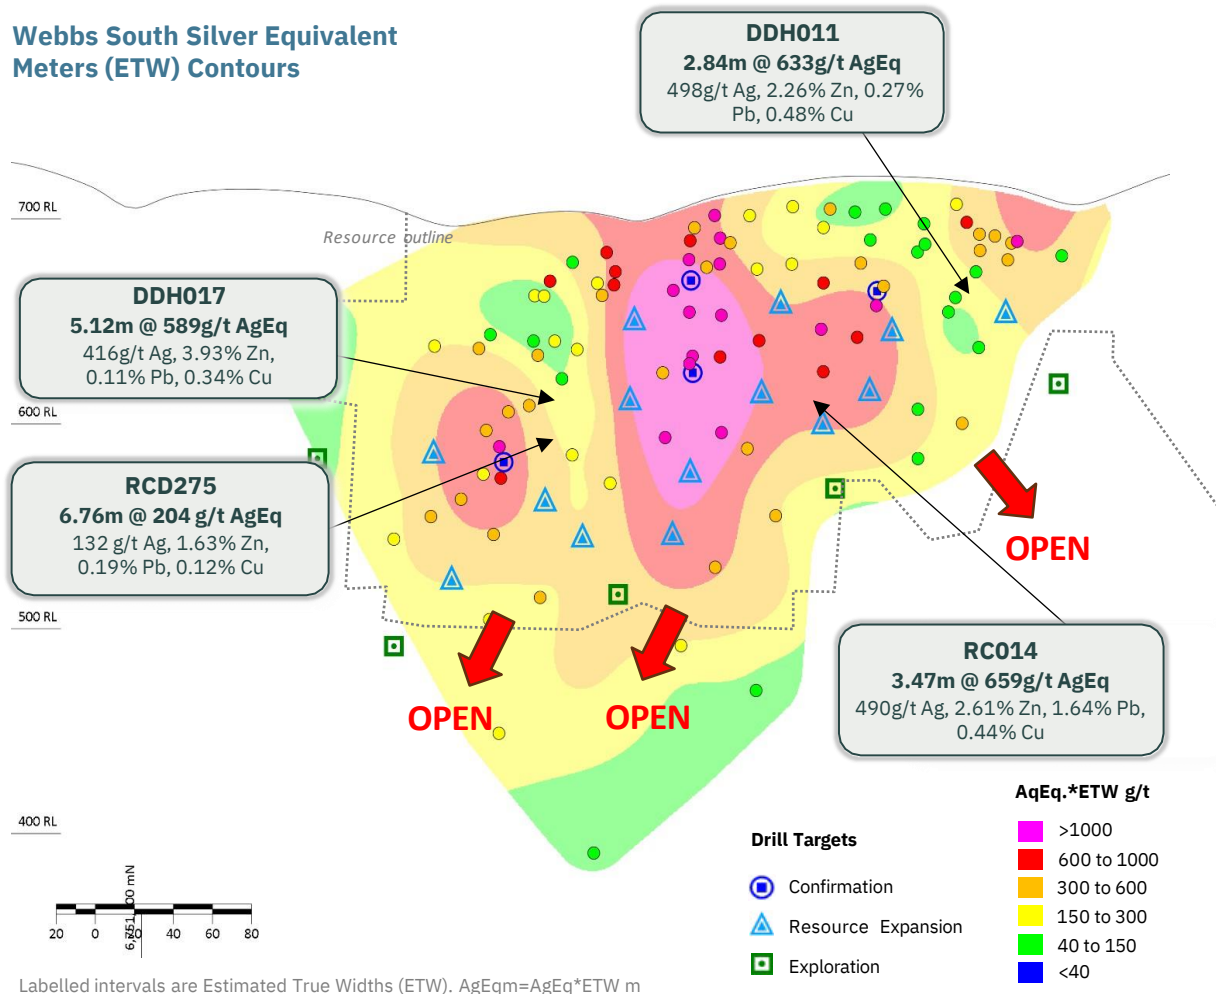 Webbs South Silver Equivalent
Meters (ETW) Contours
DDH011
2.84m @ 633g/t AgEq
498g/t Ag, 2.26% Zn, 0.27%
Pb, 0.48% Cu
700 RL
Resource outline
DDH017
5.12m @ 589g/t AgEq
416g/t Ag, 3.93% Zn,
0.11% Pb, 0.34% Cu
600 RL
RCD275
6.76m @ 204 g/t AgEq
132 g/t Ag, 1.63% Zn,
0.19% Pb, 0.12% Cu
OPEN
500 RL
RC014
3.47m @ 659g/t AgEq
490g/t Ag, 2.61% Zn, 1.64% Pb,
0.44% Cu
OPEN
OPEN
400 RL
AqEq.*ETW g/t
>1000
600 to 1000
300 to 600
150 to 300
40 to 150
<40
Drill Targets
Confirmation
Resource Expansion
Exploration
20 0 20 40 60 80
Labelled intervals are Estimated True Widths (ETW). AgEqm=AgEq*ETW m